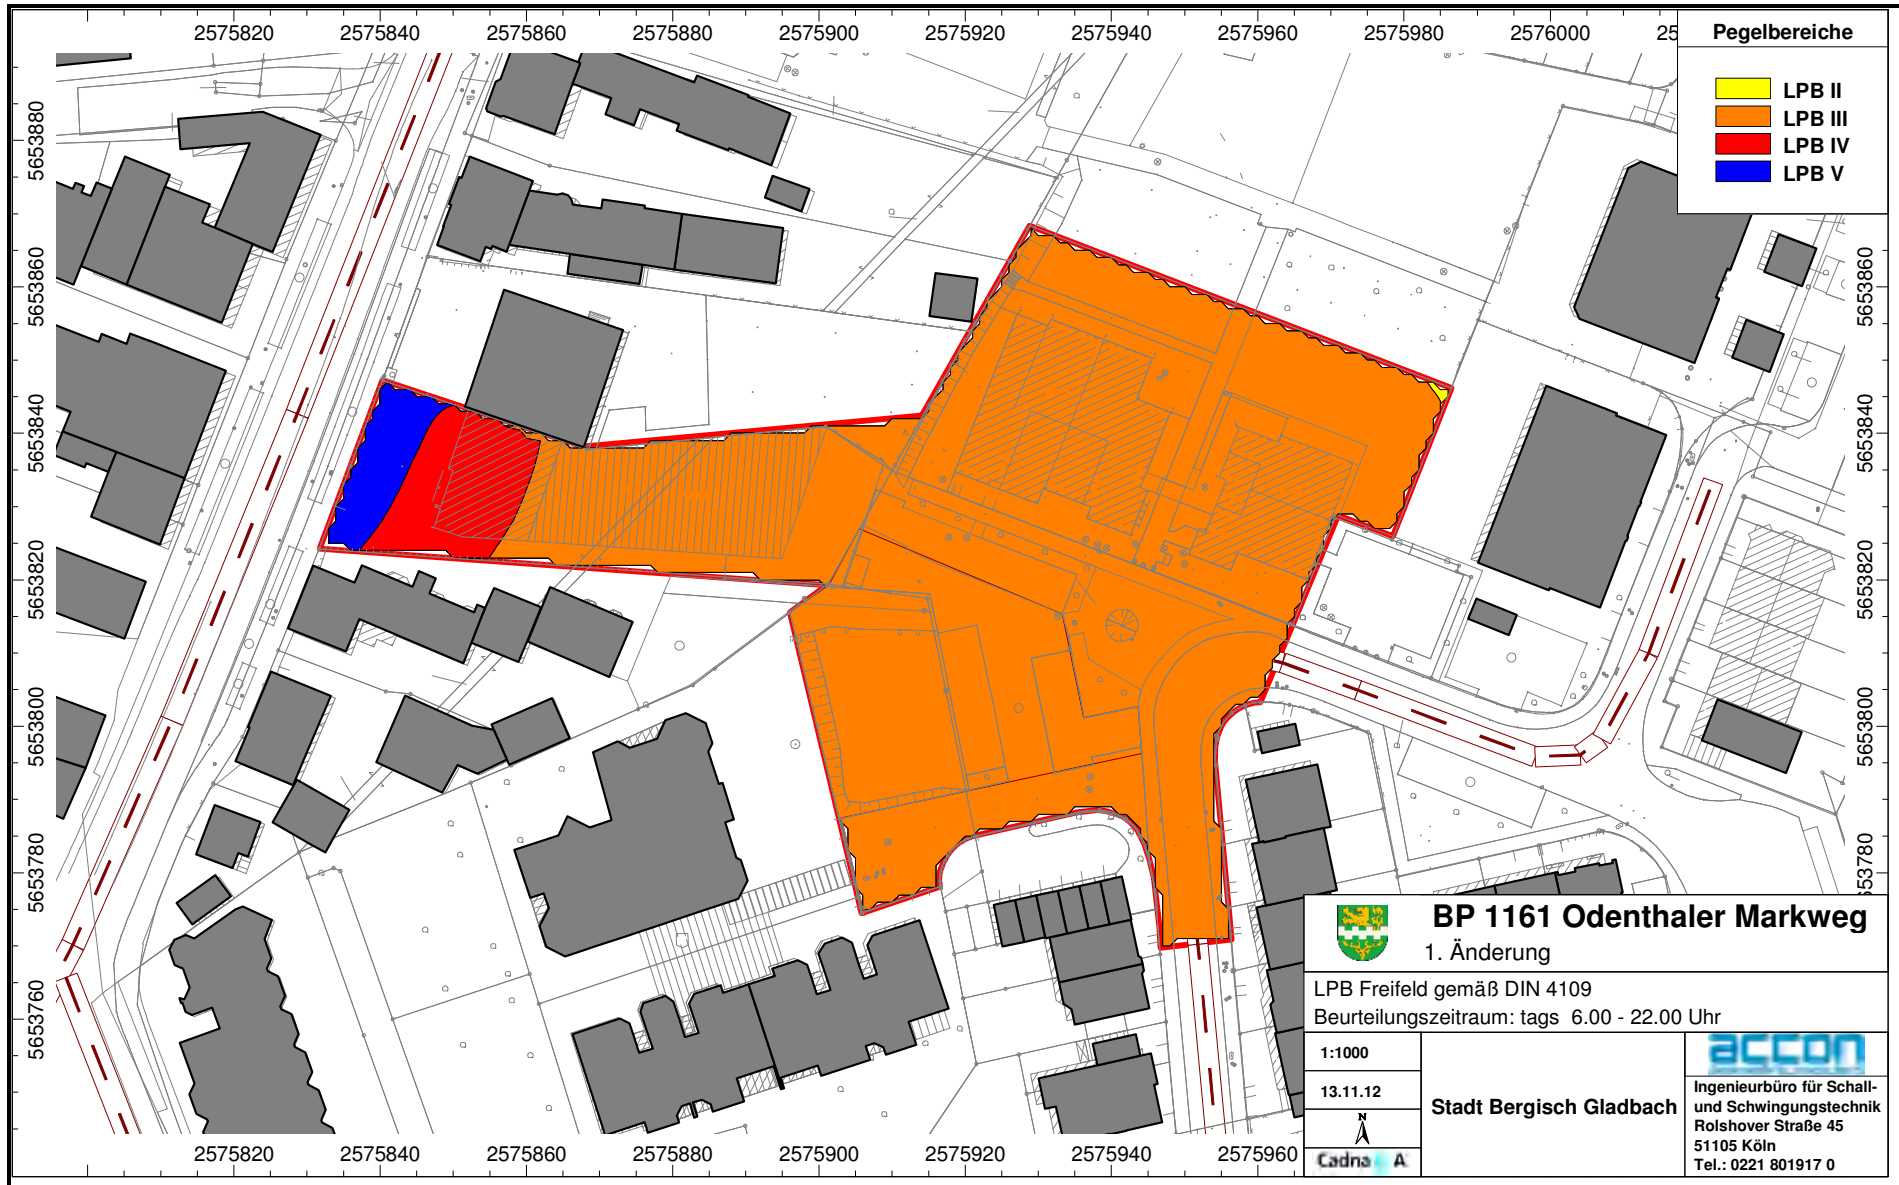 2575820 2575840 2575860 2575880 2575900 2575920 2575940 2575960 2575980 2576000 25
Pegelbereiche
LPB II
LPB III
LPB IV
LPB V
5653880
5653860
5653840
5653820
5653800
5653780
5653760
5653860
5653840
5653820
5653800
5653780
BP 1161 Odenthaler Markweg
1. Änderung
LPB Freifeld gemäß DIN 4109
Beurteilungszeitraum: tags 6.00 - 22.00 Uhr
1:1000
13.11.12
N
Cadna A
Stadt Bergisch Gladbach
accon
Ingenieurbüro für Schall-
und Schwingungstechnik
Rolshover Straße 45
51105 Köln
Tel.: 0221 801917 0
2575820 2575840 2575860 2575880 2575900 2575920 2575940 2575960